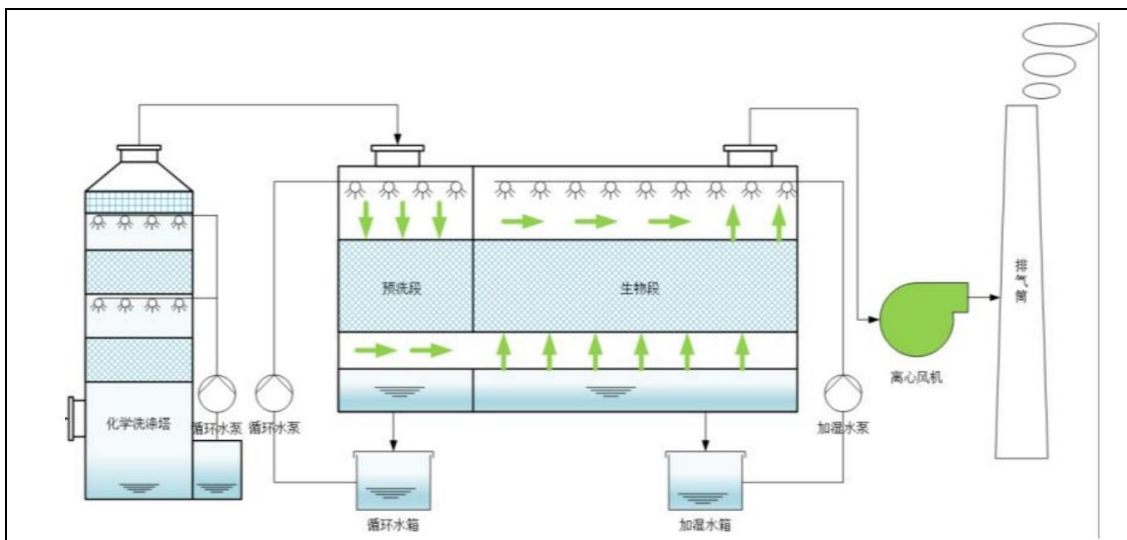 预洗段
生物段
排气筒
离心风机
化学洗涤塔
循环水泵
循环水泵
加湿水泵
循环水箱
加湿水箱